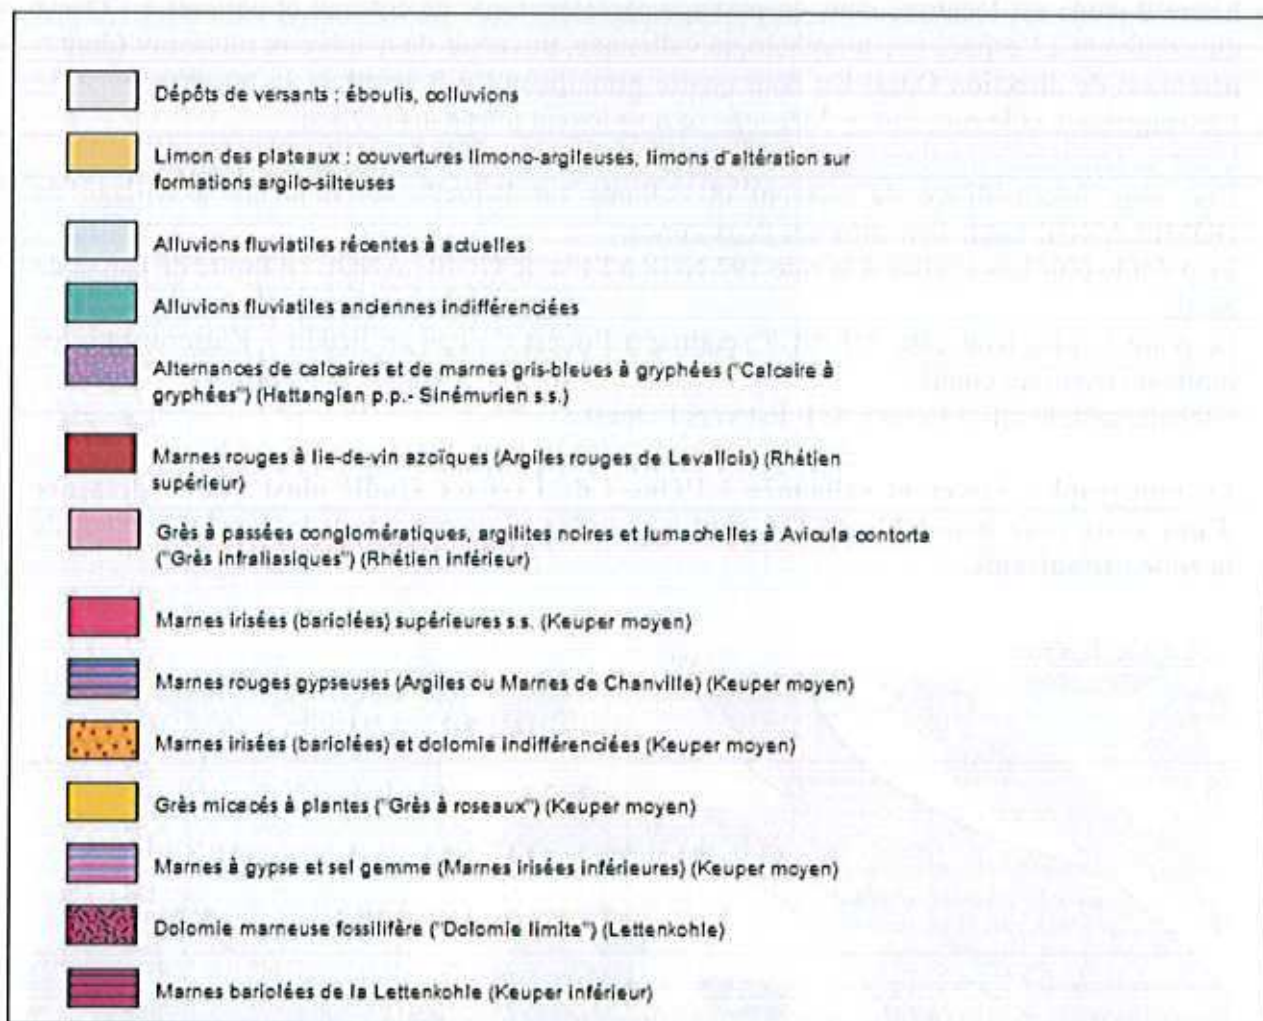 Dépôts de versants : éboulis, colluvions
Limon des plateaux : couvertures limono-argileuses, limons d'altération sur
formations argilo-silteuses
Alluvions fluviatiles récentes à actuelles
Alluvions fluviatiles anciennes indifférenciées
Alternances de calcaires et de marnes gris-bleues à gryphées ("Calcaire à
gryphées") (Hettangien p.p.- Sinémurien s.s.)
Marnes rouges à lie-de-vin azoïques (Argiles rouges de Levallois) (Rhétien
supérieur)
Grès à passées conglomératiques, argilites noires et lumachelles à Avicula contorta
("Grès infraliasiques") (Rhétien inférieur)
Marnes irisées (bariolées) supérieures s.s. (Keuper moyen)
Marnes rouges gypseuses (Argiles ou Marnes de Chanville) (Keuper moyen)
Marnes irisées (bariolées) et dolomie indifférenciées (Keuper moyen)
Grès micacés à plantes ("Grès à roseaux") (Keuper moyen)
Marnes à gypse et sel gemme (Marnes irisées inférieures) (Keuper moyen)
Dolomie marneuse fossilifère ("Dolomie limite") (Lettenkohle)
Marnes bariolées de la Lettenkohle (Keuper inférieur)